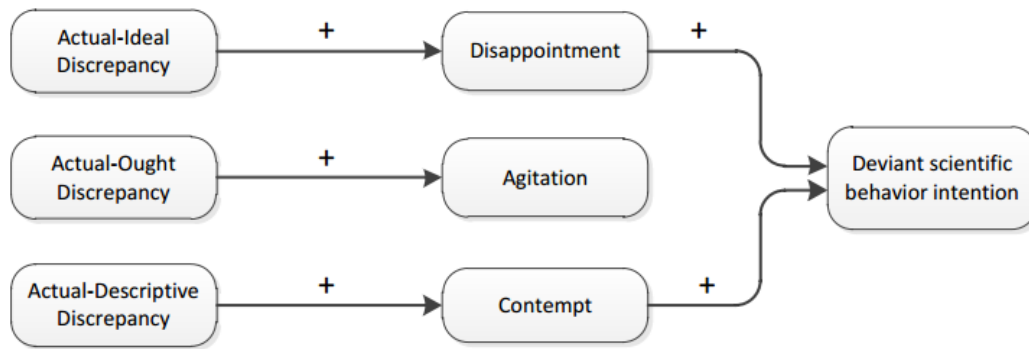 Actual-Ideal
Discrepancy
+
Disappointment
+
Actual-Ought
Discrepancy
+
Agitation
Deviant scientific
behavior intention
Actual-Descriptive
Discrepancy
+
Contempt
+